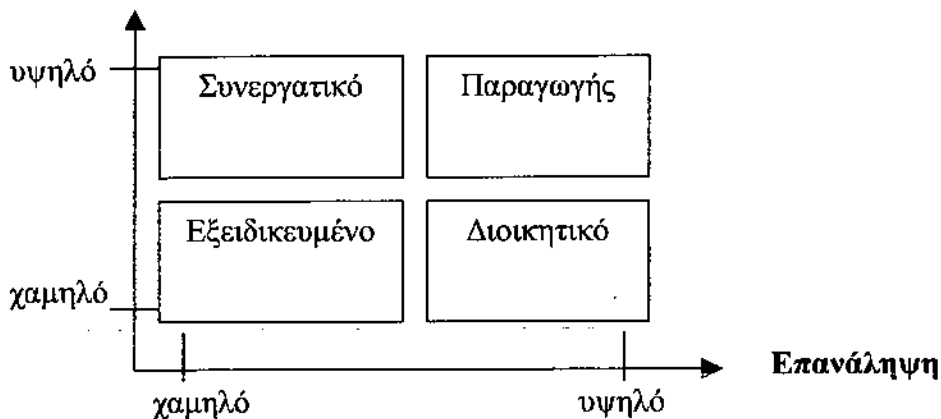 υψηλό
Συνεργατικό
Παραγωγής
Εξειδικευμένο
Διοικητικό
χαμηλό
Επανάληψη
χαμηλό
υψηλό